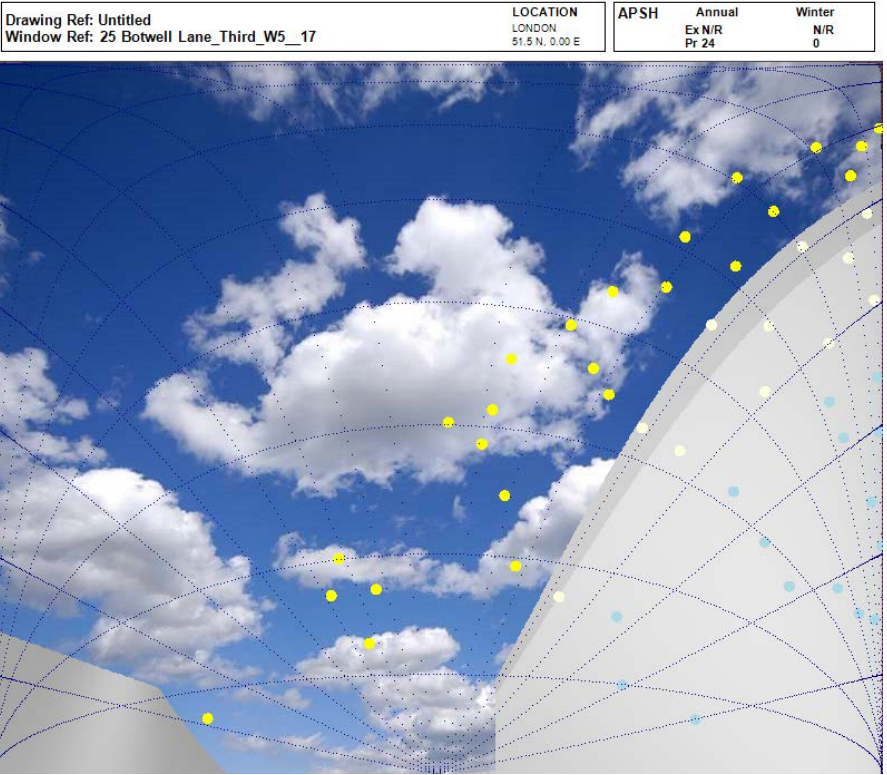 Drawing Ref: Untitled
Window Ref: 25 Botwell Lane_Third_W5__17
LOCATION
LONDON
51.5 N, 0.00 E
APSH Annual Winter
Ex N/R N/R
Pr 24 0